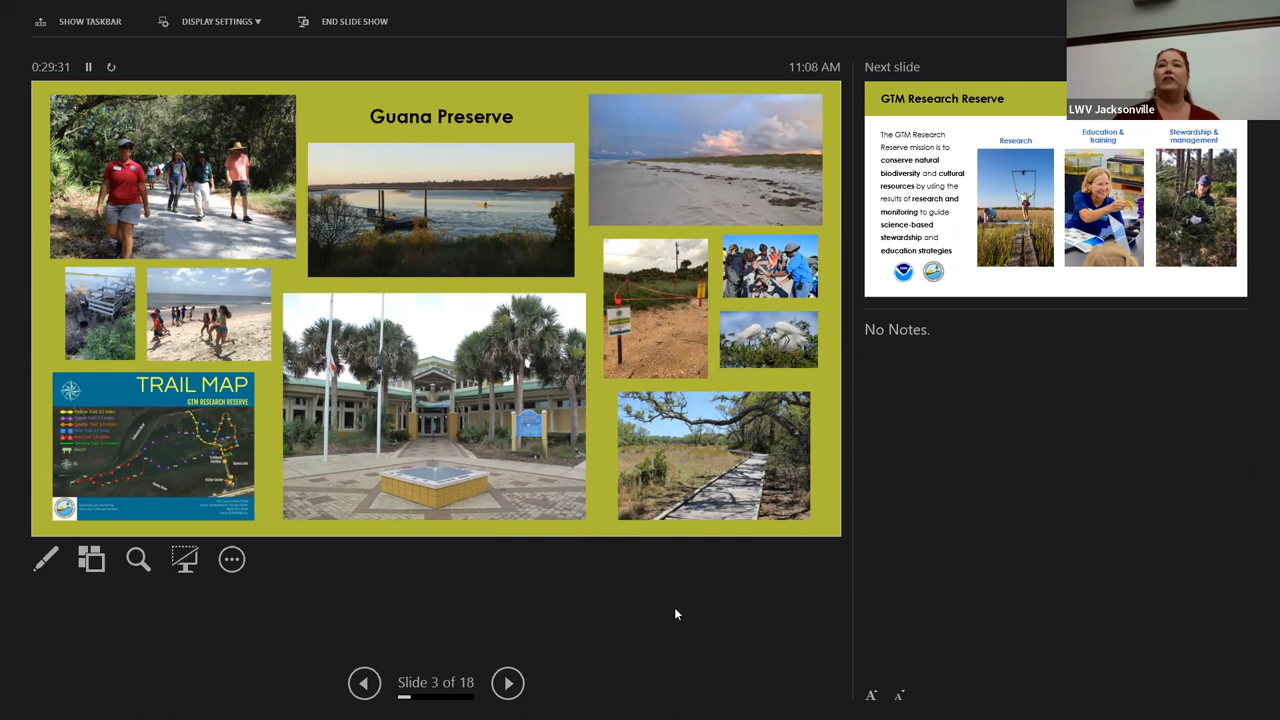 SHOW TASKBAR
DISPLAY SETTINGS
END SLIDE SHOW
0:29:31
11:08 AM
Next slide
LWV Jacksonville
Guana Preserve
TRAIL MAP
GTM RESEARCH RESERVE
GTM Research Reserve
The GTM Research
Reserve mission is to
conserve natural
biodiversity and cultural
resources by using the
results of research and
monitoring to guide
science-based
stewardship and
education strategies
Research
Education &
training
Stewardship &
management
No Notes.
Slide 3 of 18